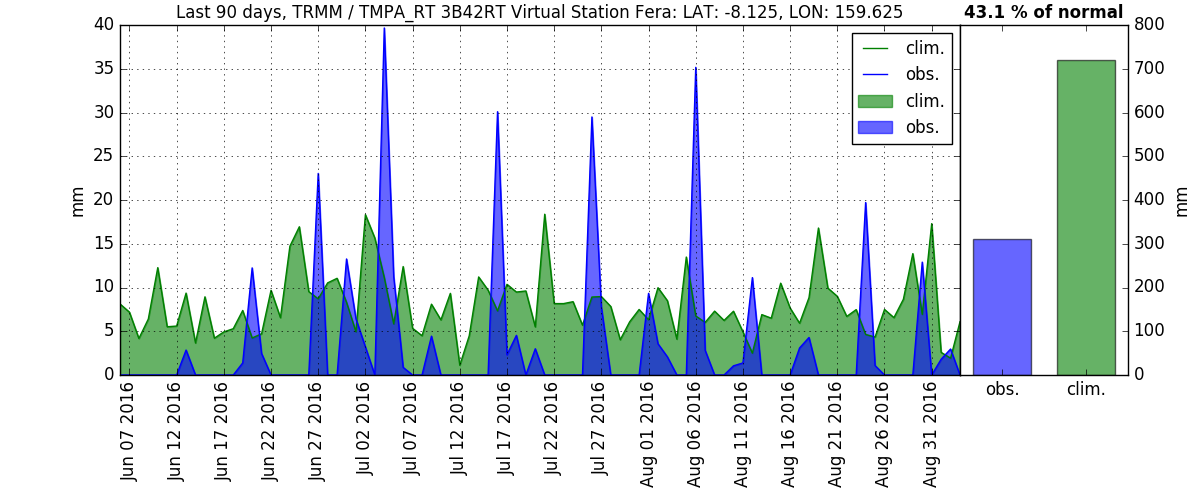 Last 90 days, TRMM / TMPA_RT 3B42RT Virtual Station Fera: LAT: -8.125, LON: 159.625
43.1 % of normal
40
35
30
25
20
15
10
5
0
mm
clim.
obs.
clim.
obs.
800
700
600
500
400
300
200
100
0
mm
Jun 07 2016
Jun 12 2016
Jun 17 2016
Jun 22 2016
Jun 27 2016
Jul 02 2016
Jul 07 2016
Jul 12 2016
Jul 17 2016
Jul 22 2016
Jul 27 2016
Aug 01 2016
Aug 06 2016
Aug 11 2016
Aug 16 2016
Aug 21 2016
Aug 26 2016
Aug 31 2016
obs.
clim.